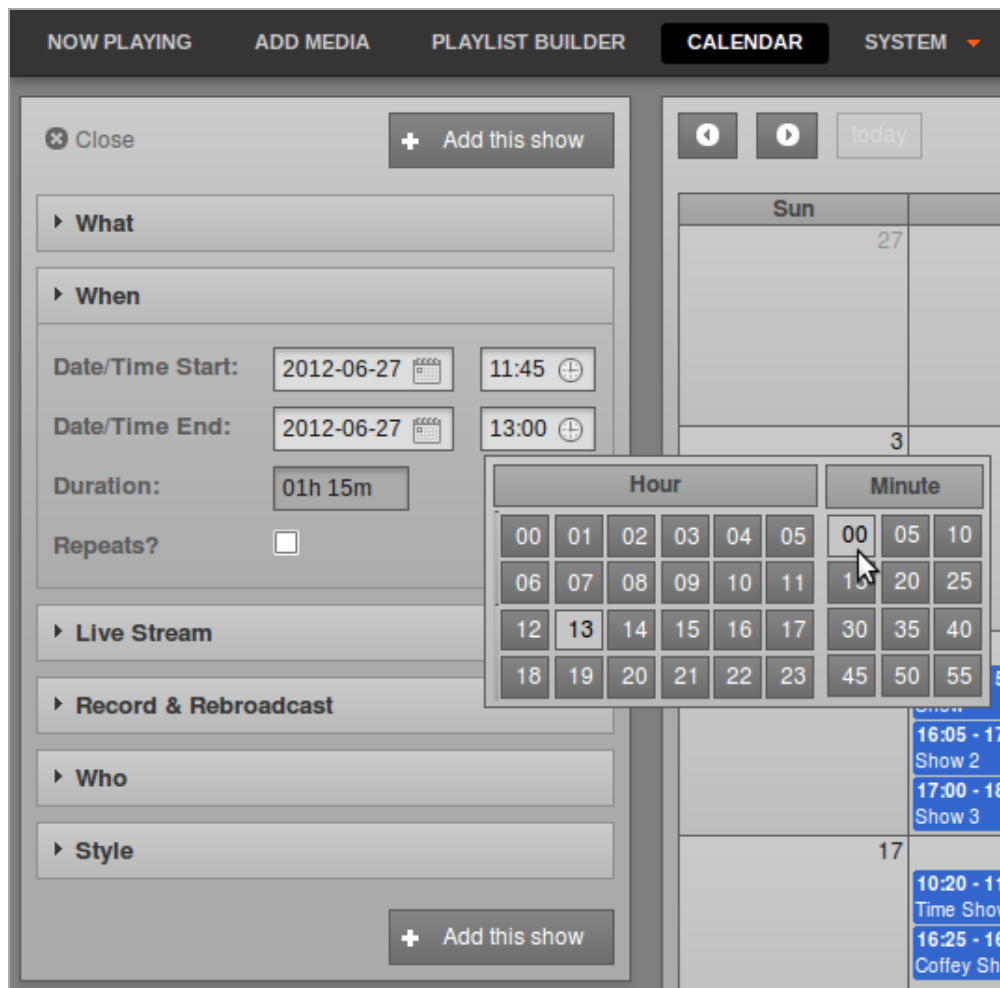 NOW PLAYING ADD MEDIA PLAYLIST BUILDER CALENDAR SYSTEM
Close Add this show
What
When
Date/Time Start: 2012-06-27 11:45
Date/Time End: 2012-06-27 13:00
Duration: 01h 15m
Repeats?
Live Stream
Record & Rebroadcast
Who
Style
Add this show
today
Sun
27
3
Hour Minute
00 01 02 03 04 05 00 05 10
06 07 08 09 10 11 15 20 25
12 13 14 15 16 17 30 35 40
18 19 20 21 22 23 45 50 55
Show
16:05 - 17
Show 2
17:00 - 18
Show 3
17
10:20 - 11
Time Show
16:25 - 16
Coffey Sh